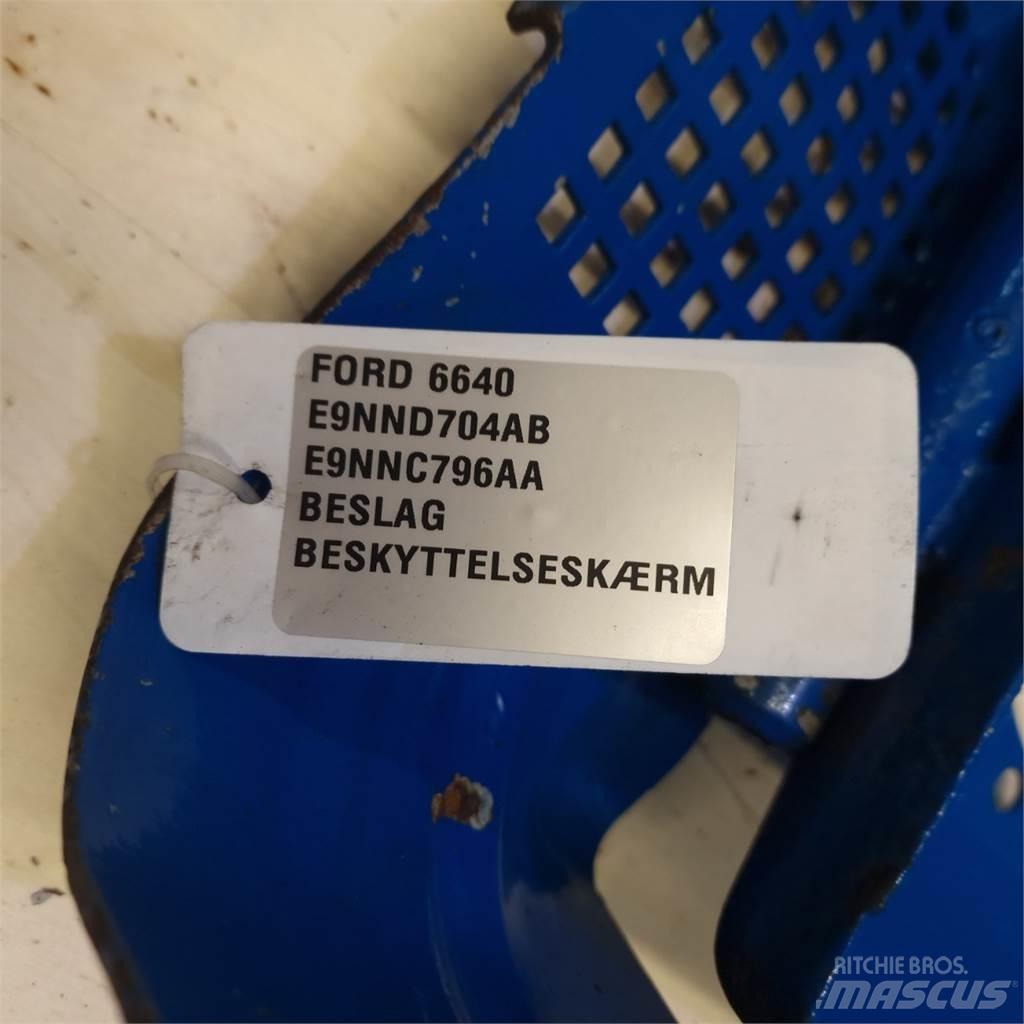 FORD 6640
E9NND704AB
E9NNC796AA
BESLAG
BESKYTTELSESKÆRM
RITCHIE BROS.
MASCUS